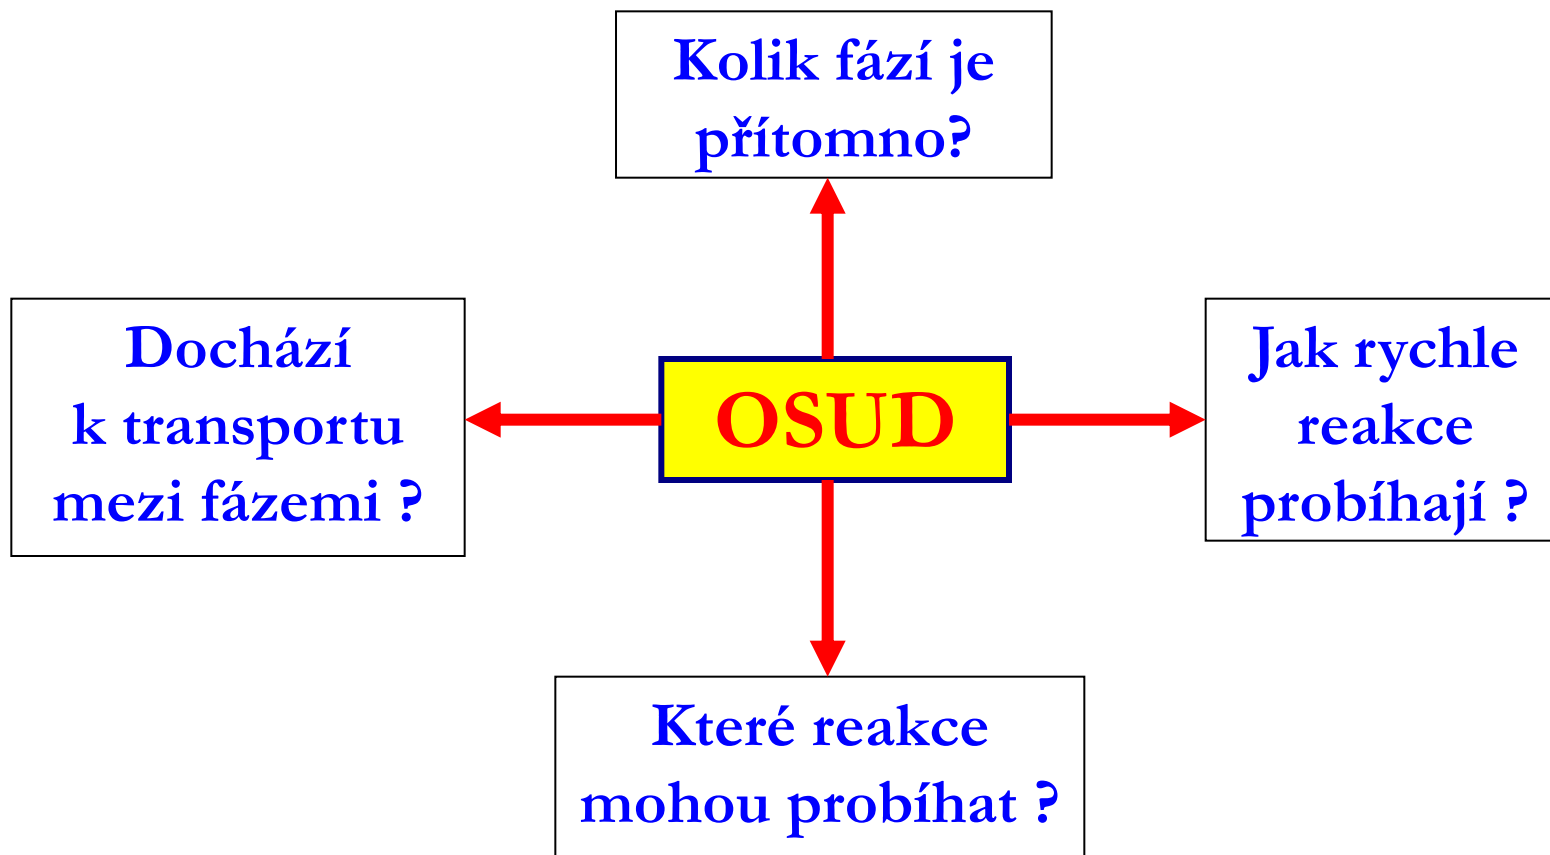 Kolik fází je
přítomno?
Dochází
k transportu
mezi fázemi ?
OSUD
Jak rychle
reakce
probíhají ?
Které reakce
mohou probíhat ?